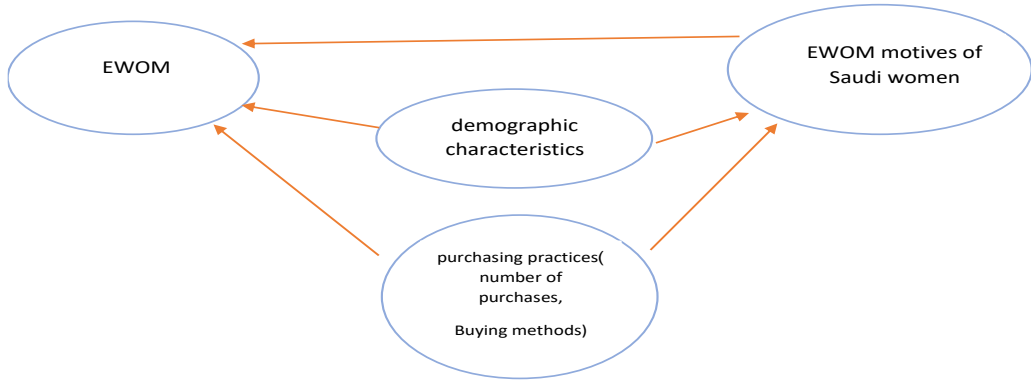 EWOM
EWOM motives of
Saudi women
demographic
characteristics
purchasing practices(
number of
purchases,
Buying methods)